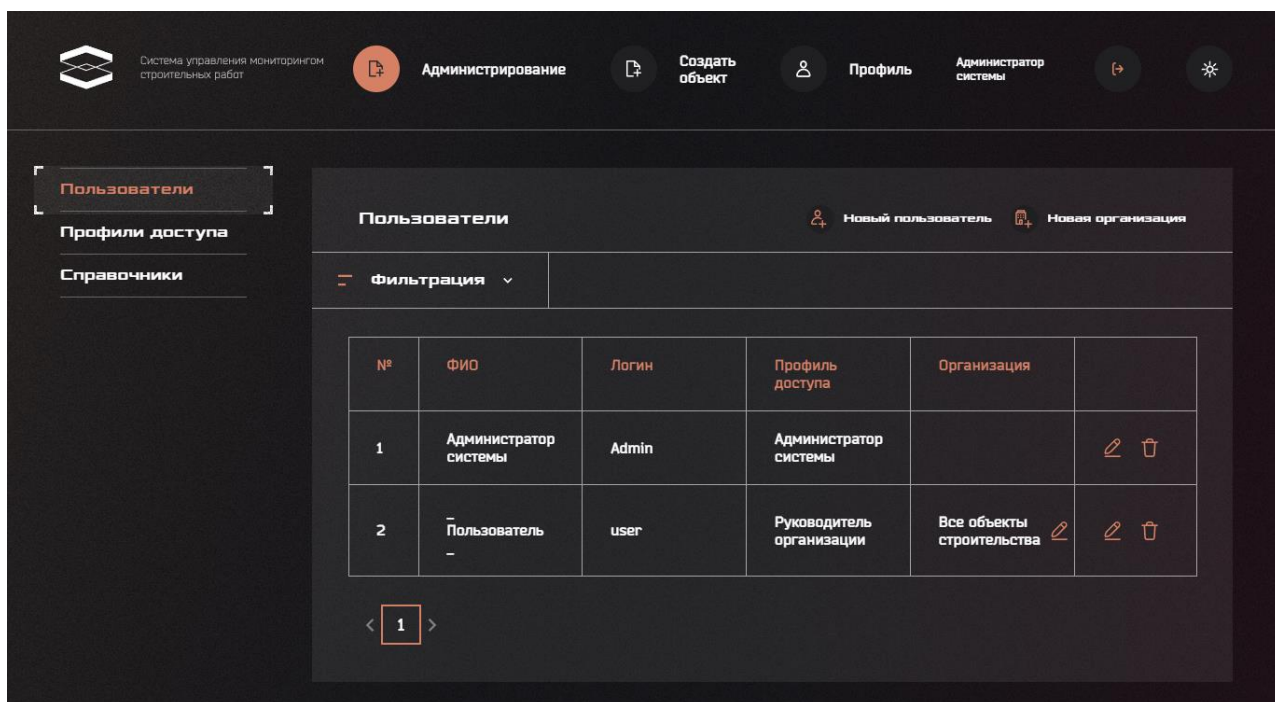 Система управления мониторингом
строительных работ
Администрирование
Создать
объект
Профиль
Администратор
системы
Пользователи
Профили доступа
Справочники
Пользователи
Новый пользователь
Новая организация
Фильтрация
№ ФИО Логин Профиль
доступа Организация
1 Администратор
системы Admin Администратор
системы
2 _
Пользователь
_ user Руководитель
организации Все объекты
строительства
< 1 >